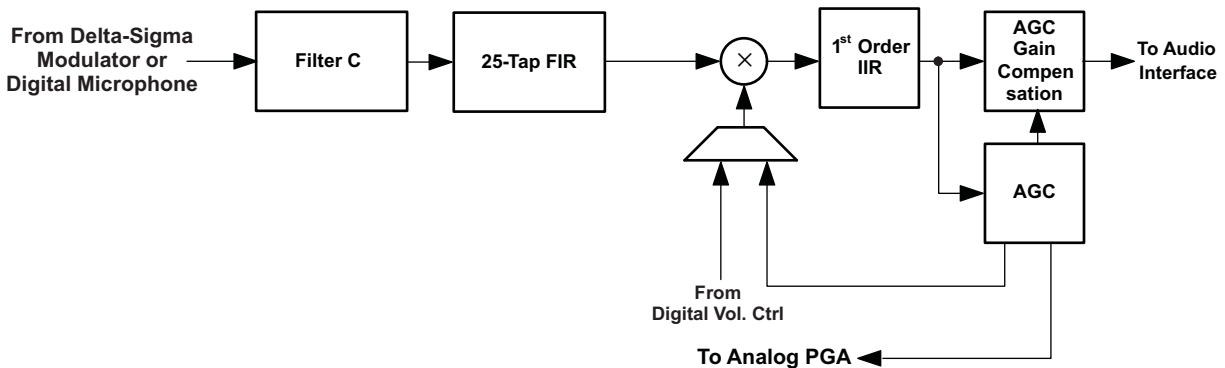 From Delta-Sigma
Modulator or
Digital Microphone
Filter C
25-Tap FIR
×
1st Order
IIR
AGC
Gain
Compen
sation
To Audio
Interface
AGC
From
Digital Vol. Ctrl
To Analog PGA